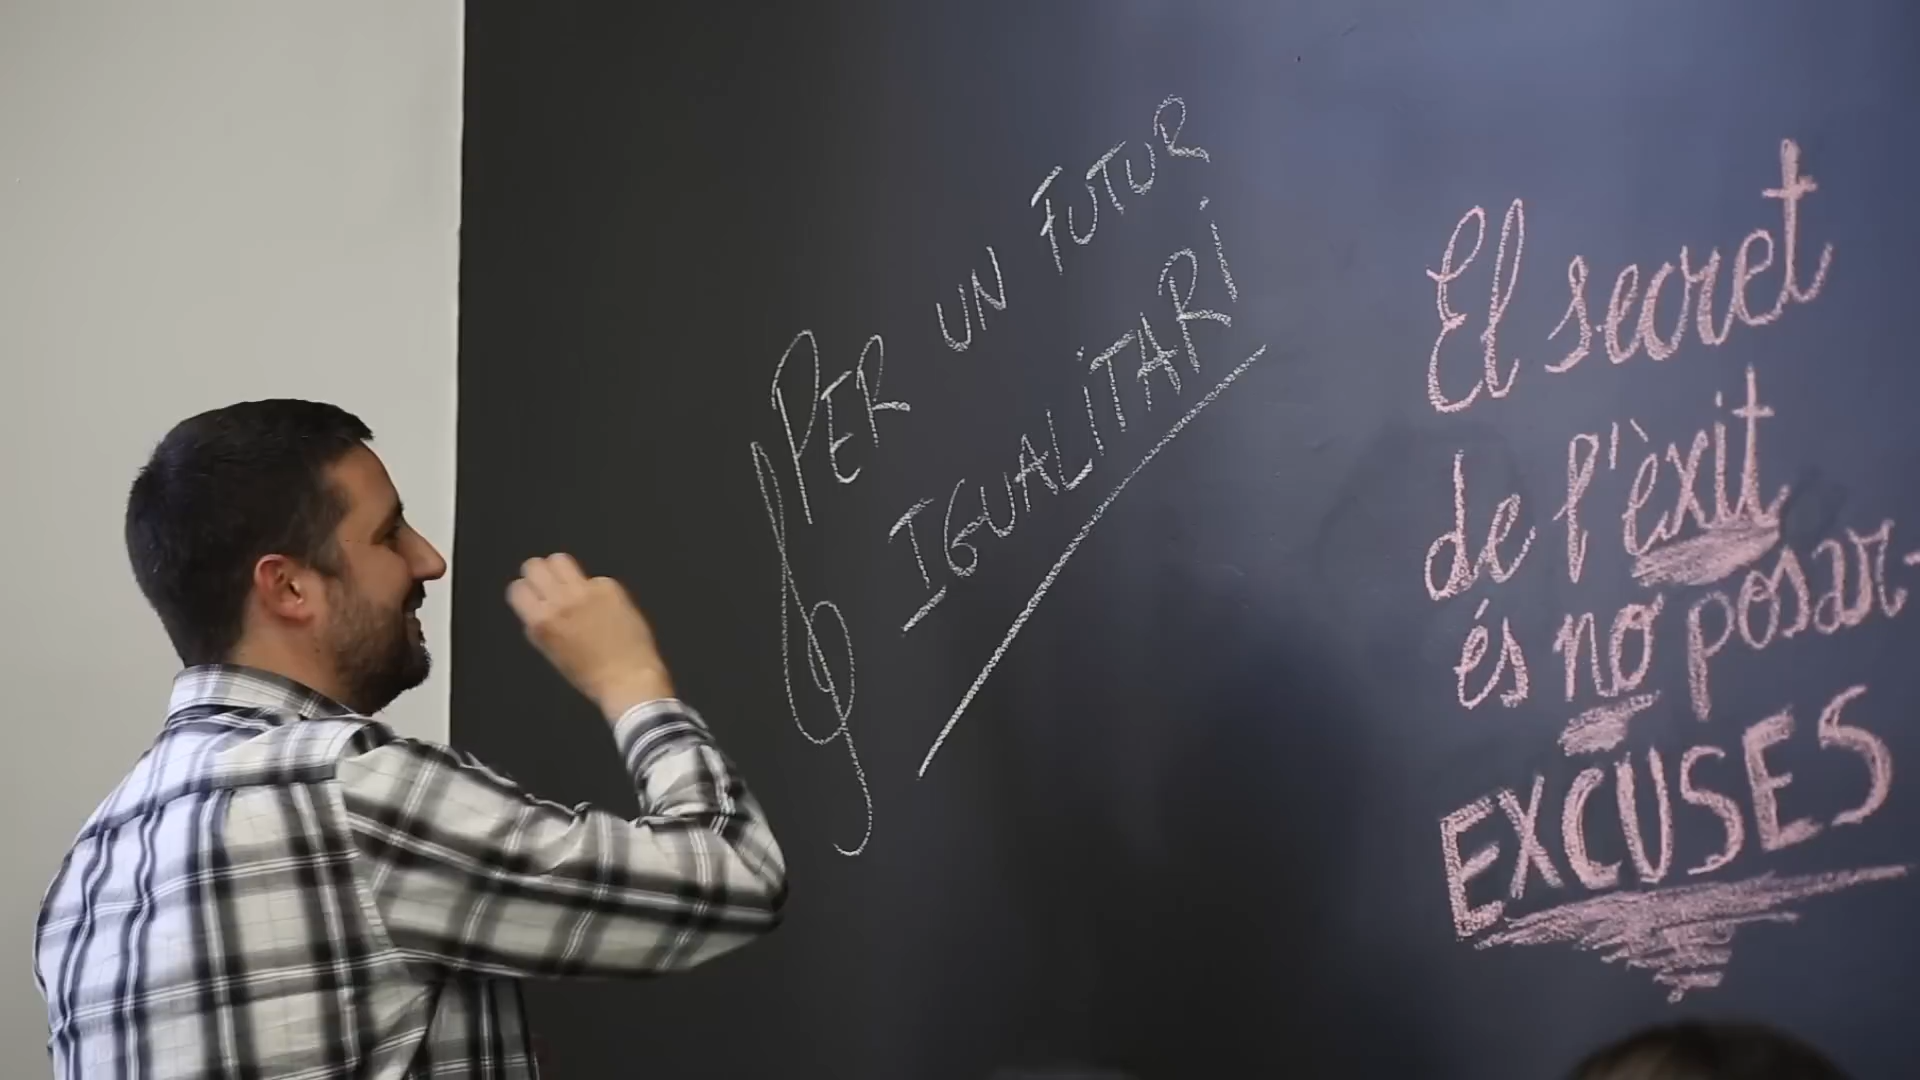 PER UN FUTUR
IGUALITARI
El secret
de l'èxit
és no posar-
EXCUSES